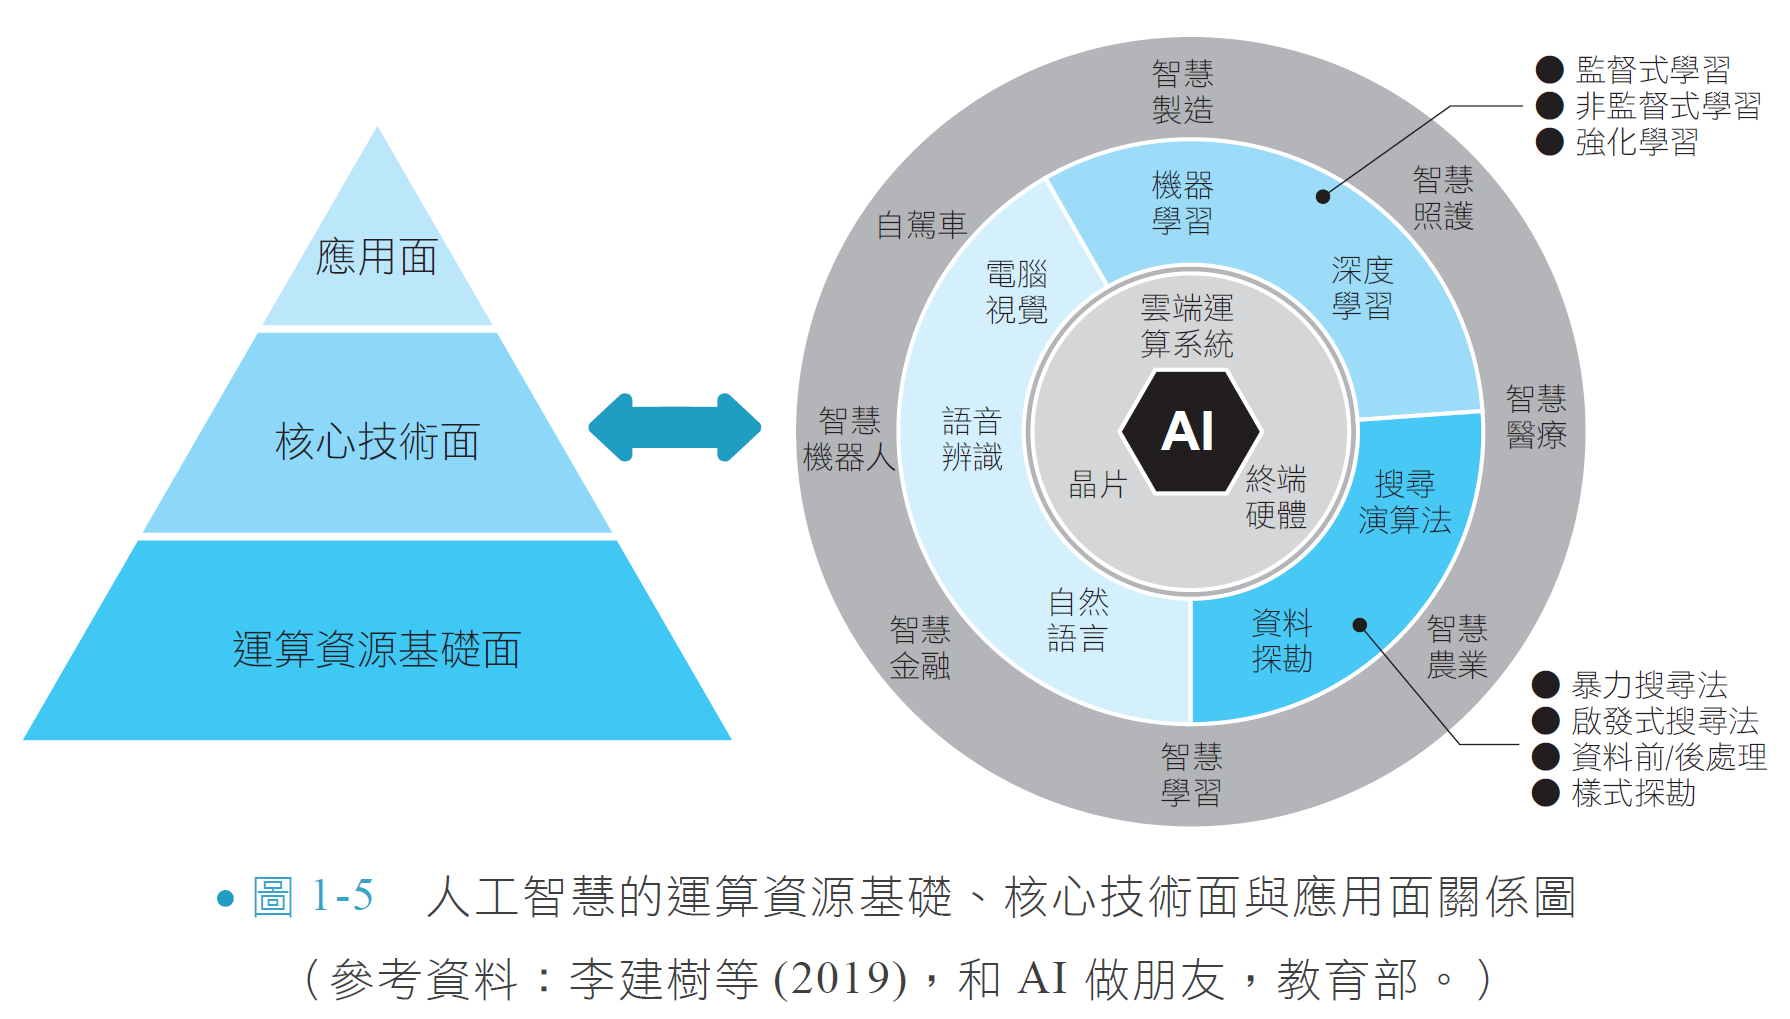 應用面
核心技術面
運算資源基礎面
智慧
製造
智慧
照護
智慧
醫療
智慧
農業
智慧
學習
智慧
金融
智慧
機器人
自駕車
機器
學習
深度
學習
搜尋
演算法
資料
探勘
自然
語言
語音
辨識
電腦
視覺
雲端運
算系統
AI
晶片
終端
硬體
● 監督式學習
● 非監督式學習
● 強化學習
● 暴力搜尋法
● 啟發式搜尋法
● 資料前/後處理
● 樣式探勘
• 圖 1-5 人工智慧的運算資源基礎、核心技術面與應用面關係圖
（參考資料：李建樹等 (2019)，和 AI 做朋友，教育部。）